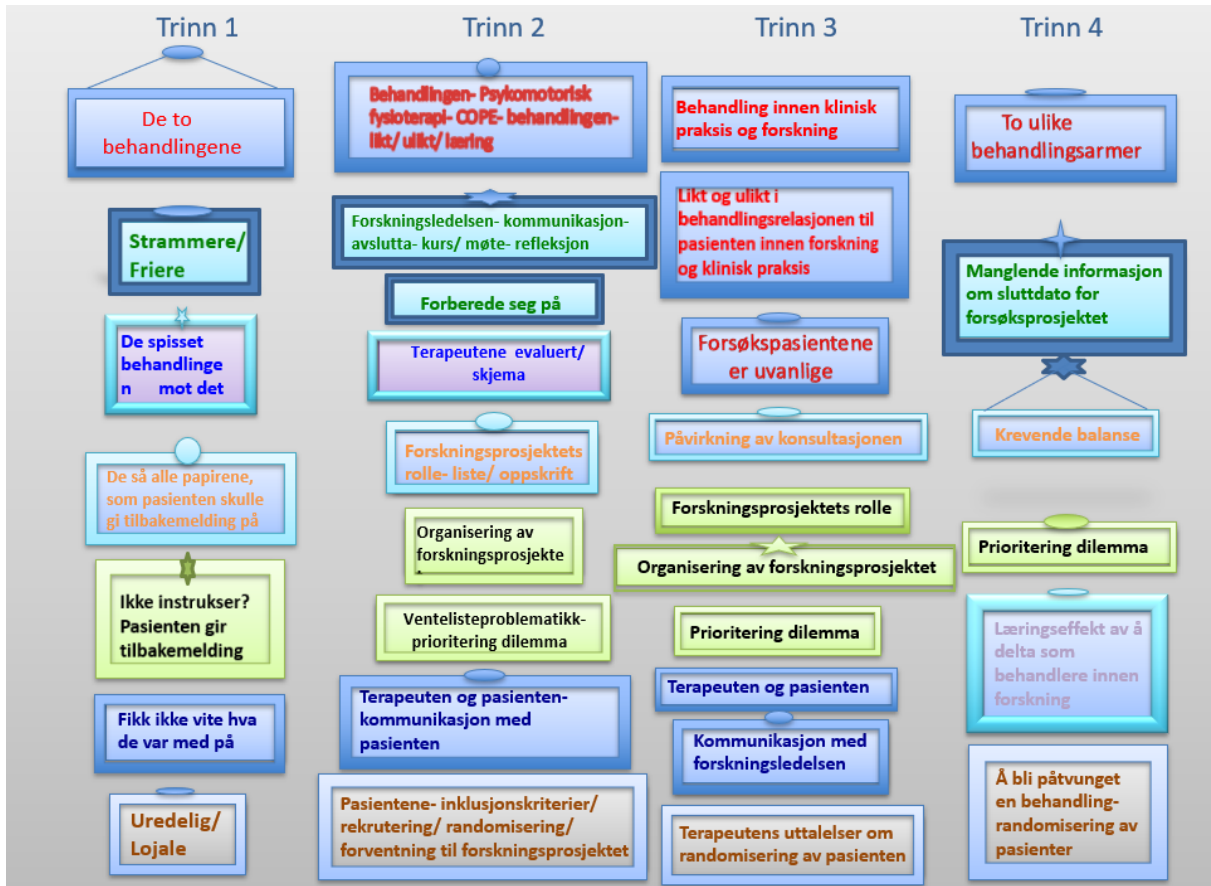 Trinn 1
De to
behandlingene
Strammere/
Friere
De spisset
behandlinge
n mot det
De så alle papirene,
som pasienten skulle
gi tilbakemelding på
Ikke instrukser?
Pasienten gir
tilbakemelding
Fikk ikke vite hva
de var med på
Uredelig/
Lojale
Trinn 2
Behandlingen- Psykomotorisk
fysioterapi- COPE- behandlingen-
likt/ ulikt/ læring
Forskningsledelsen- kommunikasjon-
avslutta- kurs/ møte- refleksjon
Forberede seg på
Terapeutene evaluert/
skjema
Forskningsprosjektets
rolle- liste/ oppskrift
Organisering av
forskningsprosjekte
.
Ventelisteproblematikk-
prioritering dilemma
Terapeuten og pasienten-
kommunikasjon med
pasienten
Pasientene- inklusjonskriterier/
rekrutering/ randomisering/
forventning til forskningsprosjektet
Trinn 3
Behandling innen klinisk
praksis og forskning
Likt og ulikt i
behandlingsrelasjonen til
pasienten innen forskning
og klinisk praksis
Forsøkspasientene
er uvanlige
Påvirkning av konsultasjonen
Forskningsprosjektets rolle
Organisering av forskningsprosjektet
Prioritering dilemma
Terapeuten og pasienten
Kommunikasjon med
forskningsledelsen
Terapeutens uttalelser om
randomisering av pasienten
Trinn 4
To ulike
behandlingsarmer
Manglende informasjon
om sluttdato for
forsøksprosjektet
Krevende balanse
Prioritering dilemma
Læringseffekt av å
delta som
behandlere innen
forskning
Å bli påtvunget
en behandling-
randomisering av
pasienter